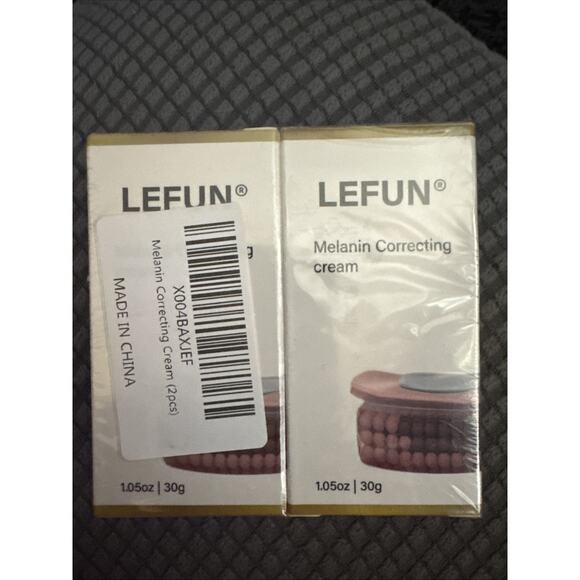 LEFUN®
g
X004BAXJEF
Melanin Correcting Cream (2pcs)
MADE IN CHINA
1.05oz | 30g
LEFUN®
Melanin Correcting
cream
1.05oz | 30g